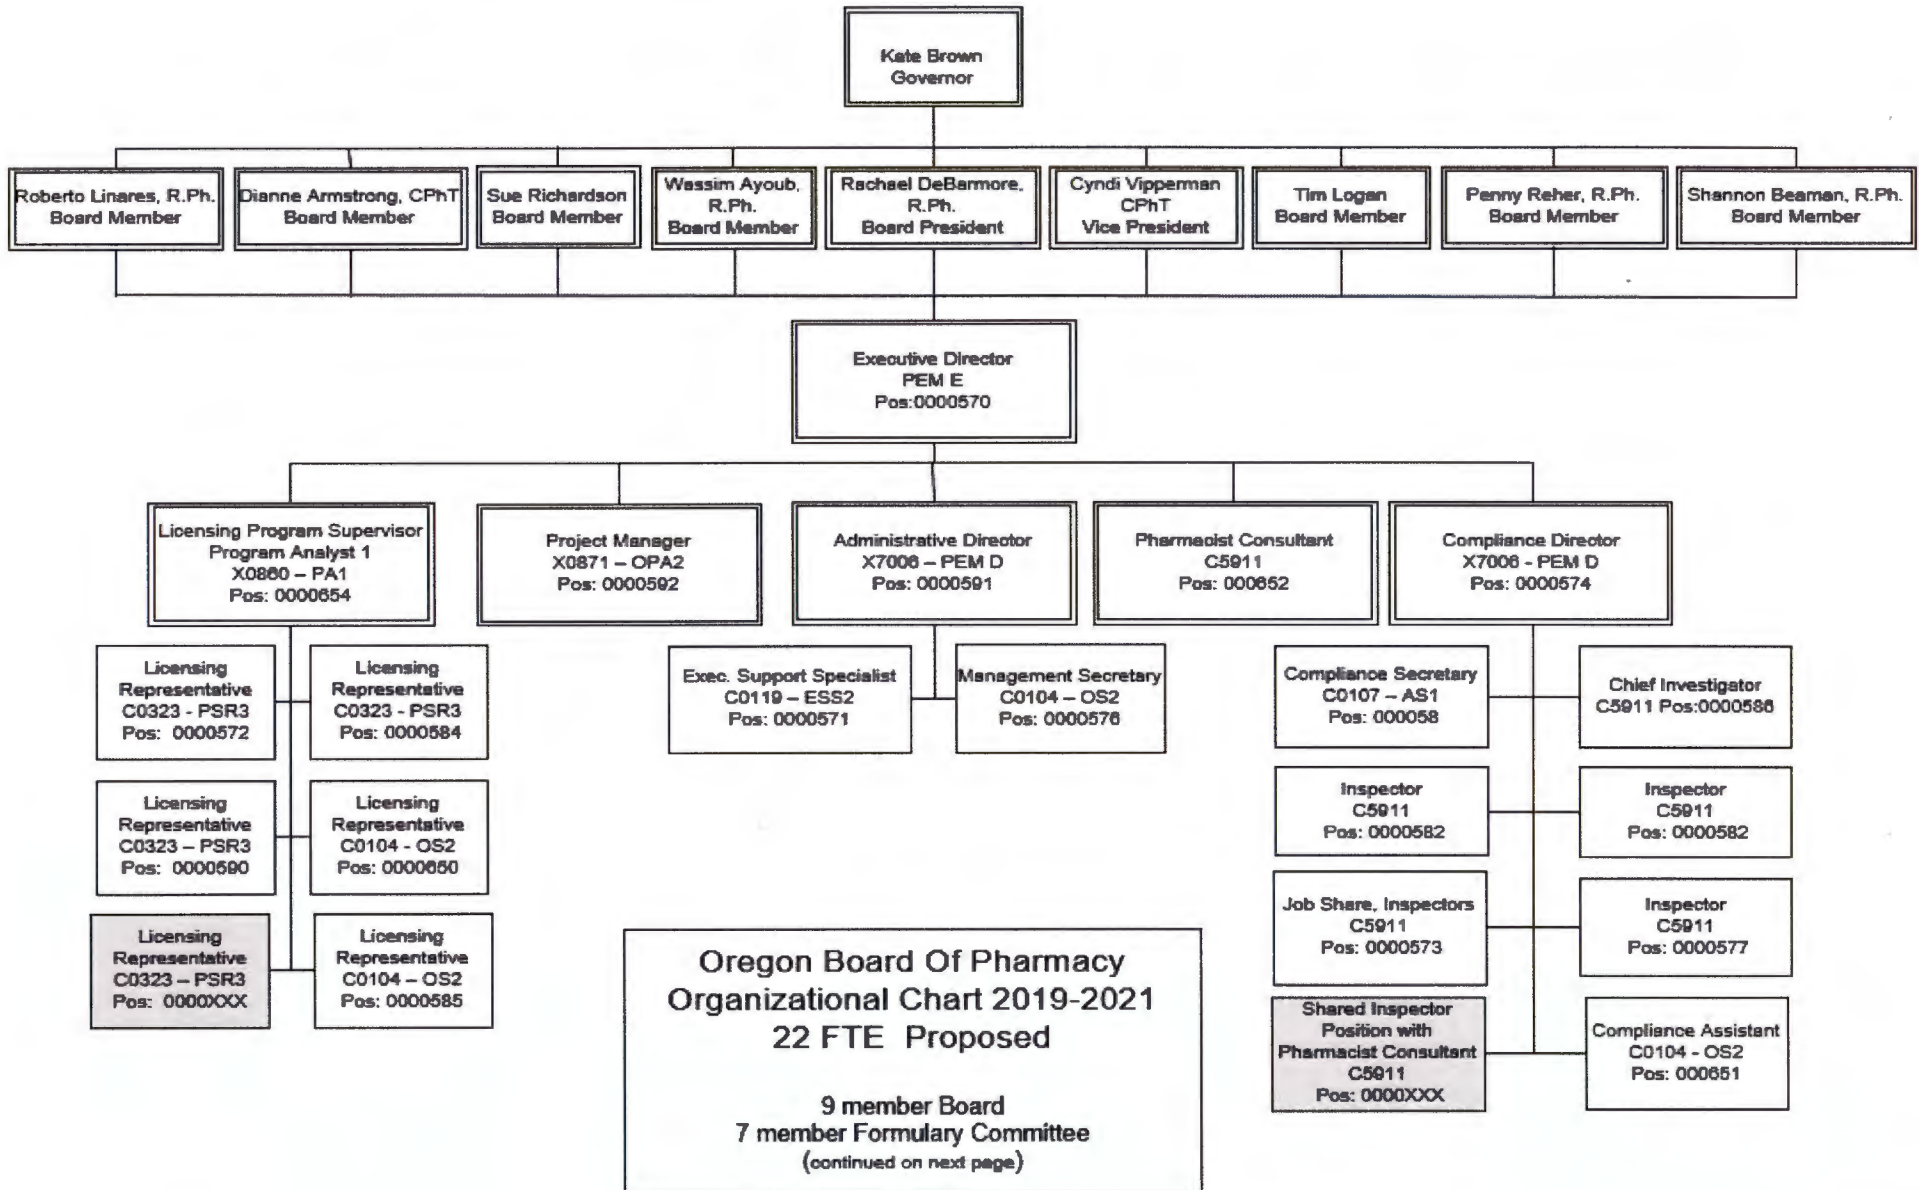 Kate Brown
Governor
Roberto Linares, R.Ph.
Board Member
Dianne Armstrong, CPhT
Board Member
Sue Richardson
Board Member
Wassim Ayoub,
R.Ph.
Board Member
Rachael DeBarmore,
R.Ph.
Board President
Cyndi Vipperman
CPhT
Vice President
Tim Logan
Board Member
Penny Reher, R.Ph.
Board Member
Shannon Beaman, R.Ph.
Board Member
Executive Director
PEM E
Pos:0000570
Licensing Program Supervisor
Program Analyst 1
X0860 – PA1
Pos: 0000654
Project Manager
X0871 – OPA2
Pos: 0000592
Administrative Director
X7006 – PEM D
Pos: 0000591
Pharmacist Consultant
C5911
Pos: 000652
Compliance Director
X7006 - PEM D
Pos: 0000574
Licensing
Representative
C0323 - PSR3
Pos: 0000572
Licensing
Representative
C0323 - PSR3
Pos: 0000584
Licensing
Representative
C0323 – PSR3
Pos: 0000590
Licensing
Representative
C0104 - OS2
Pos: 0000650
Licensing
Representative
C0323 – PSR3
Pos: 0000XXX
Licensing
Representative
C0104 – OS2
Pos: 0000585
Exec. Support Specialist
C0119 – ESS2
Pos: 0000571
Management Secretary
C0104 – OS2
Pos: 0000576
Compliance Secretary
C0107 – AS1
Pos: 000058
Chief Investigator
C5911 Pos:0000586
Inspector
C5911
Pos: 0000582
Inspector
C5911
Pos: 0000582
Job Share, Inspectors
C5911
Pos: 0000573
Inspector
C5911
Pos: 0000577
Shared Inspector
Position with
Pharmacist Consultant
C5911
Pos: 0000XXX
Compliance Assistant
C0104 - OS2
Pos: 000651
Oregon Board Of Pharmacy
Organizational Chart 2019-2021
22 FTE Proposed
9 member Board
7 member Formulary Committee
(continued on next page)